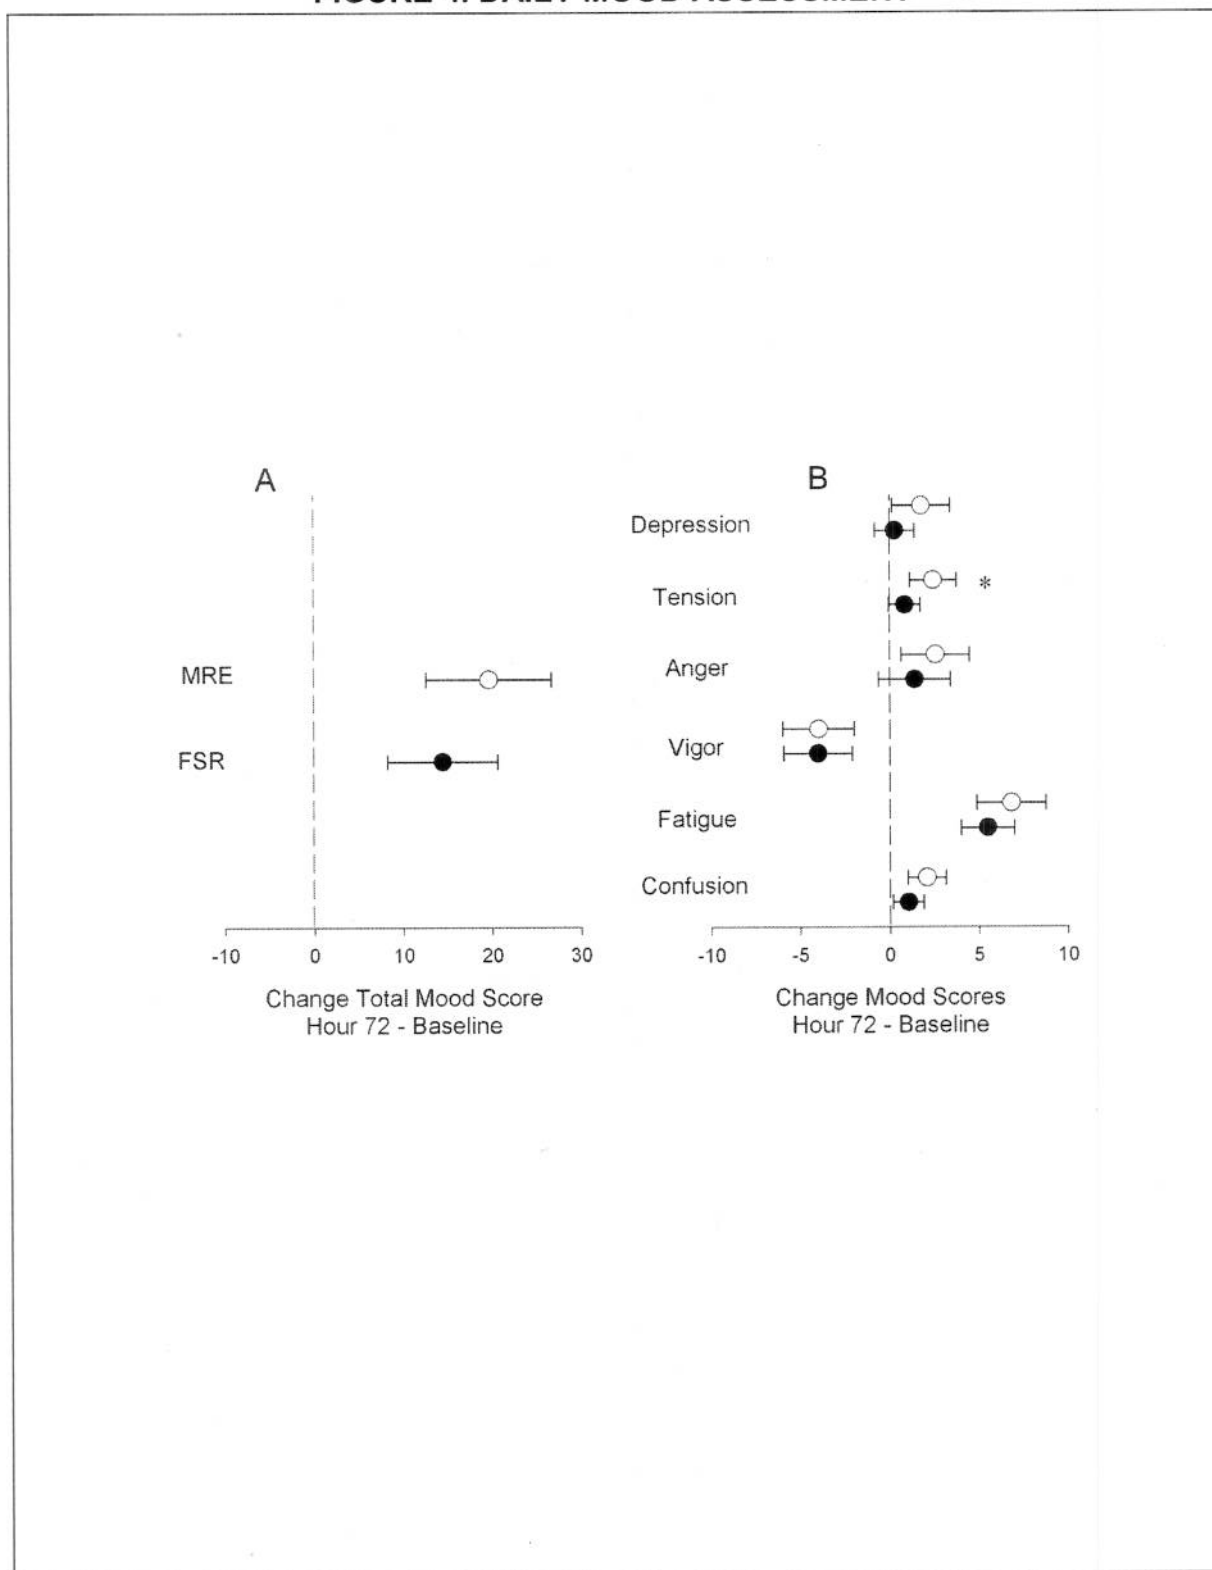 A
MRE
FSR
-10 0 10 20 30
Change Total Mood Score
Hour 72 - Baseline
B
Depression
Tension
*
Anger
Vigor
Fatigue
Confusion
-10 -5 0 5 10
Change Mood Scores
Hour 72 - Baseline